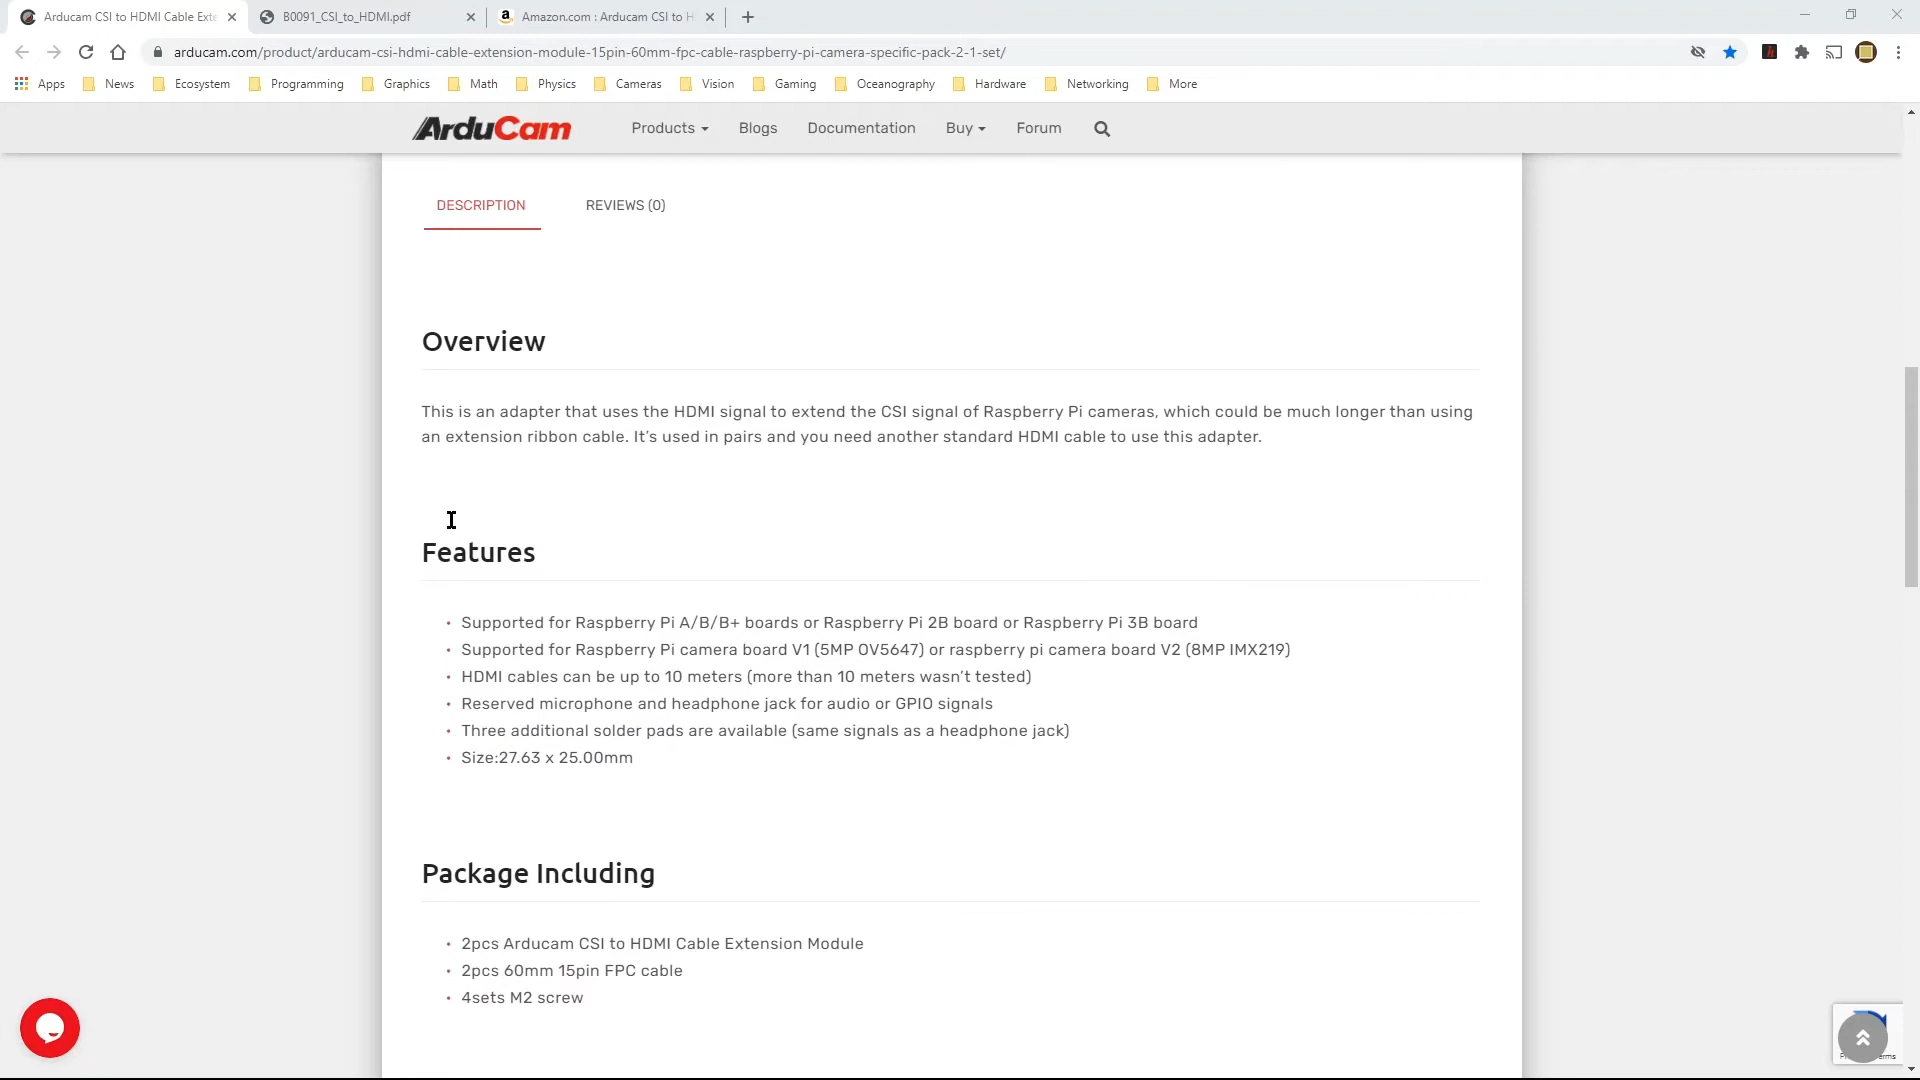 Arducam CSI to HDMI Cable Exte
B0091_CSI_to_HDMI.pdf
Amazon.com : Arducam CSI to H
arducam.com/product/arducam-csi-hdmi-cable-extension-module-15pin-60mm-fpc-cable-raspberry-pi-camera-specific-pack-2-1-set/
Apps News Ecosystem Programming Graphics Math Physics Cameras Vision Gaming Oceanography Hardware Networking More
ArduCam Products Blogs Documentation Buy Forum
DESCRIPTION REVIEWS (0)
Overview
This is an adapter that uses the HDMI signal to extend the CSI signal of Raspberry Pi cameras, which could be much longer than using
an extension ribbon cable. It’s used in pairs and you need another standard HDMI cable to use this adapter.
Features
• Supported for Raspberry Pi A/B/B+ boards or Raspberry Pi 2B board or Raspberry Pi 3B board
• Supported for Raspberry Pi camera board V1 (5MP OV5647) or raspberry pi camera board V2 (8MP IMX219)
• HDMI cables can be up to 10 meters (more than 10 meters wasn’t tested)
• Reserved microphone and headphone jack for audio or GPIO signals
• Three additional solder pads are available (same signals as a headphone jack)
• Size:27.63 x 25.00mm
Package Including
• 2pcs Arducam CSI to HDMI Cable Extension Module
• 2pcs 60mm 15pin FPC cable
• 4sets M2 screw